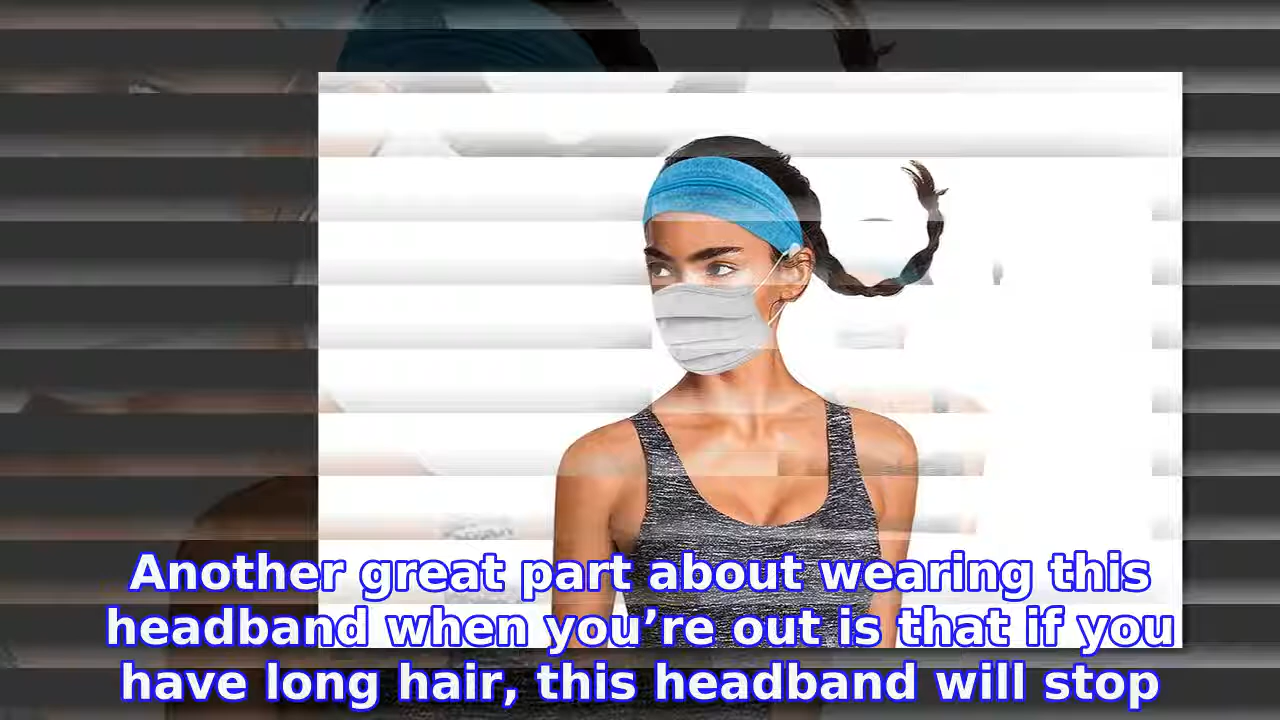 Another great part about wearing this
headband when you’re out is that if you
have long hair, this headband will stop